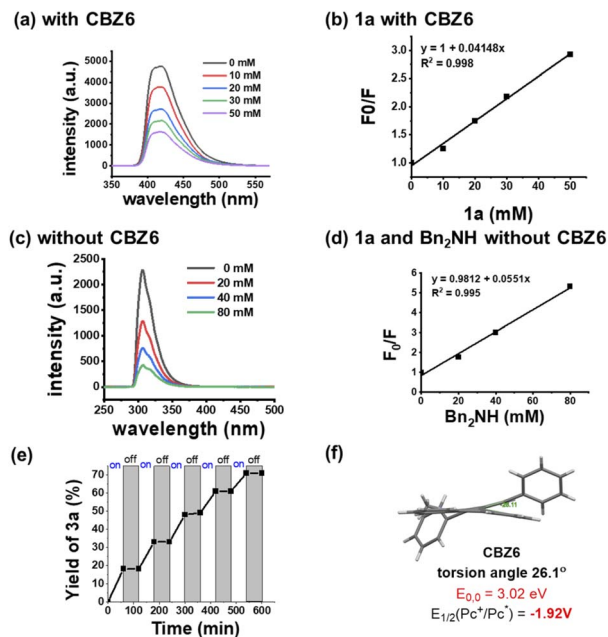 (a) with CBZ6
5000
4000
3000
2000
1000
0
intensity (a.u.)
0 mM
10 mM
20 mM
30 mM
50 mM
350 400 450 500 550
wavelength (nm)
(b) 1a with CBZ6
y = 1 + 0.04148x
R² = 0.998
3.0
2.5
2.0
1.5
1.0
F0/F
0 10 20 30 40 50
1a (mM)
(c) without CBZ6
2500
2000
1500
1000
500
0
intensity (a.u.)
0 mM
20 mM
40 mM
80 mM
250 300 350 400 450 500
wavelength (nm)
(d) 1a and Bn₂NH without CBZ6
y = 0.9812 + 0.0551x
R² = 0.995
6
5
4
3
2
1
0
F₀/F
0 20 40 60 80
Bn₂NH (mM)
(e)
on off on off on off on off on off
70
60
50
40
30
20
10
0
Yield of 3a (%)
0 100 200 300 400 500 600
Time (min)
(f)
CBZ6
torsion angle 26.1°
E₀,₀ = 3.02 eV
E₁/₂(Pc⁺/Pc*) = -1.92V